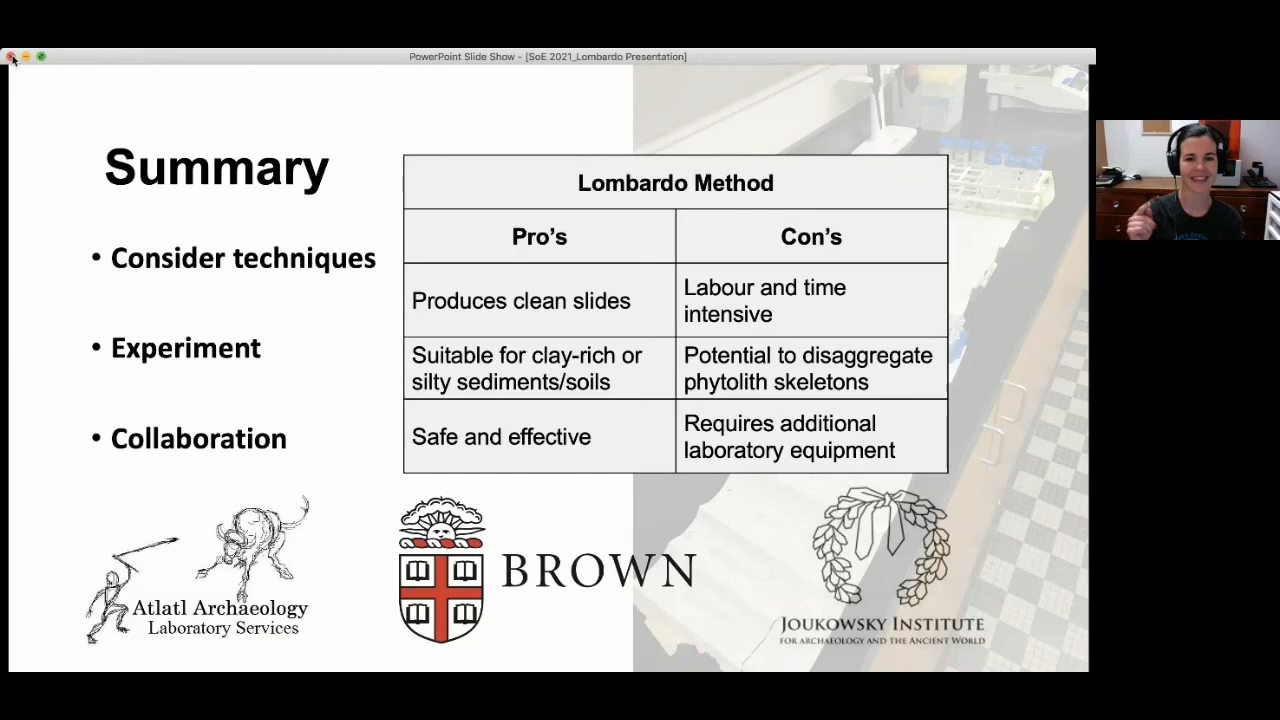 PowerPoint Slide Show - [SoE 2021_Lombardo Presentation]
Summary
• Consider techniques
• Experiment
• Collaboration
Lombardo Method
Pro’s
Con’s
Produces clean slides
Labour and time
intensive
Suitable for clay-rich or
silty sediments/soils
Potential to disaggregate
phytolith skeletons
Safe and effective
Requires additional
laboratory equipment
Atlatl Archaeology
Laboratory Services
BROWN
JOUKOWSKY INSTITUTE
FOR ARCHAEOLOGY AND THE ANCIENT WORLD